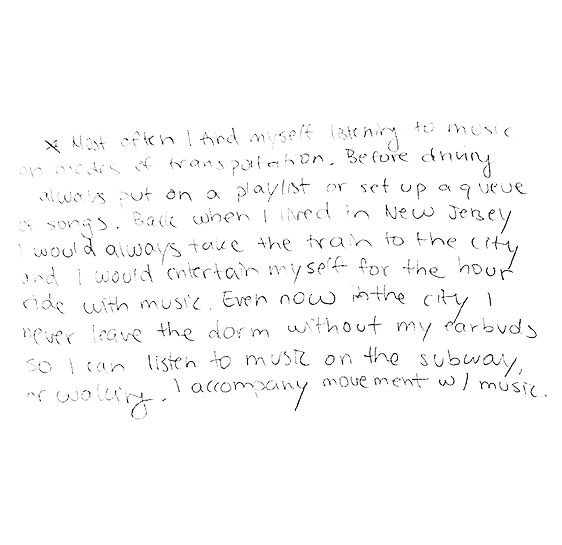 * Most often I find myself listening to music
on modes of transportation. Before driving
always put on a playlist or set up a queue
of songs. Back when I lived in New Jersey
I would always take the train to the city
and I would entertain myself for the hour
ride with music. Even now in the city I
never leave the dorm without my earbuds
so I can listen to music on the subway,
or walking. I accompany movement w/ music.